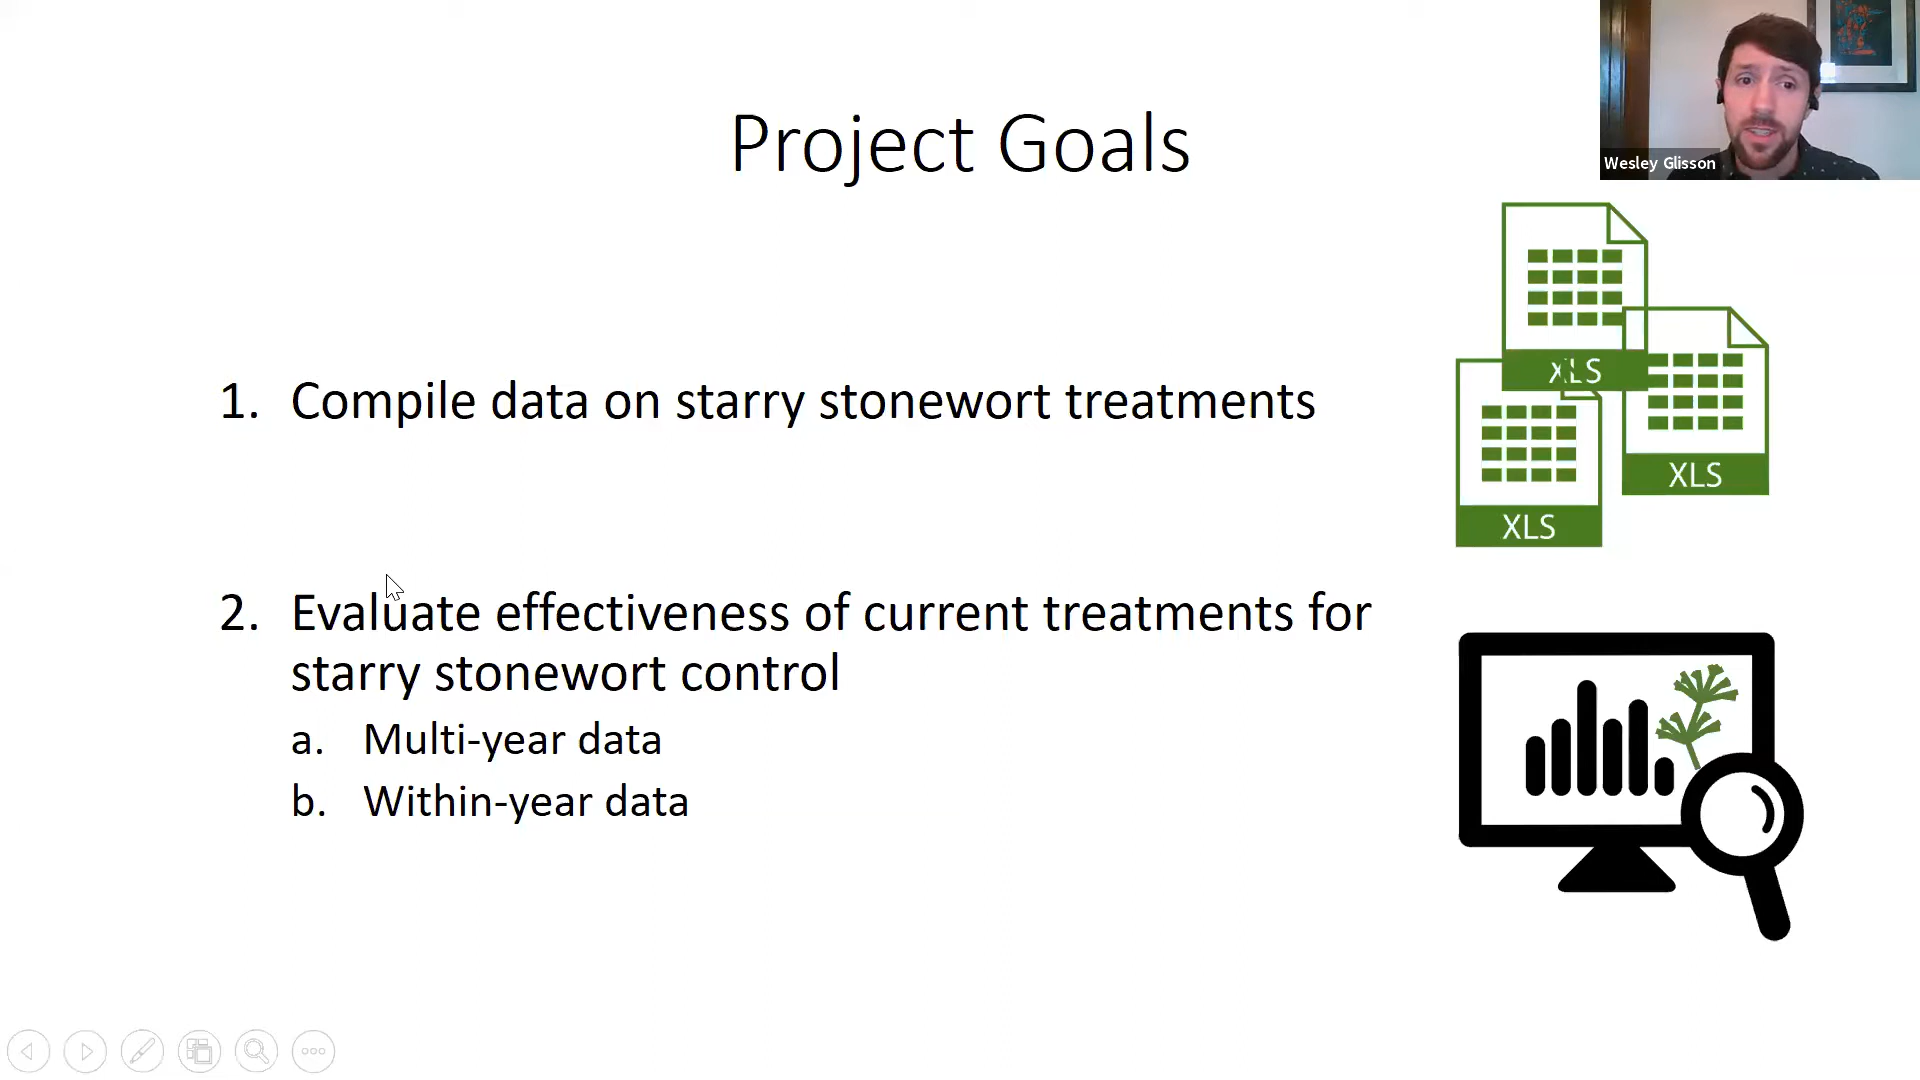 Project Goals
Wesley Glisson
1. Compile data on starry stonewort treatments
XLS
XLS
XLS
2. Evaluate effectiveness of current treatments for
starry stonewort control
a. Multi-year data
b. Within-year data